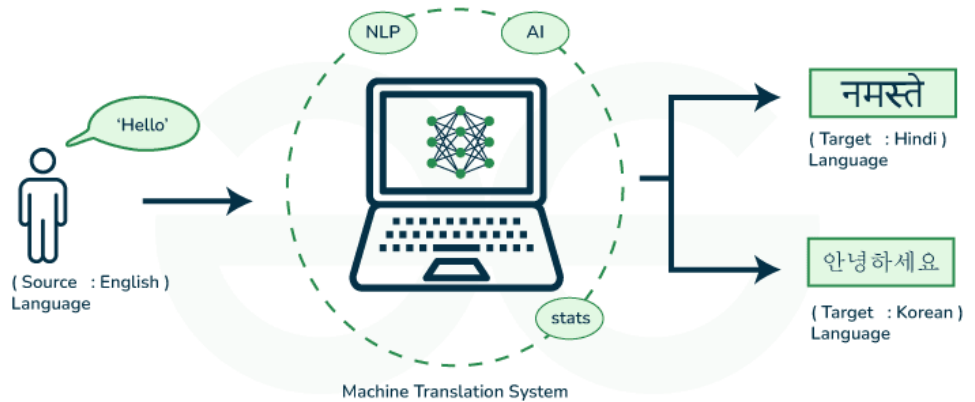 NLP
AI
'Hello'
नमस्ते
( Target : Hindi )
Language
( Source : English )
Language
안녕하세요
( Target : Korean )
Language
stats
Machine Translation System